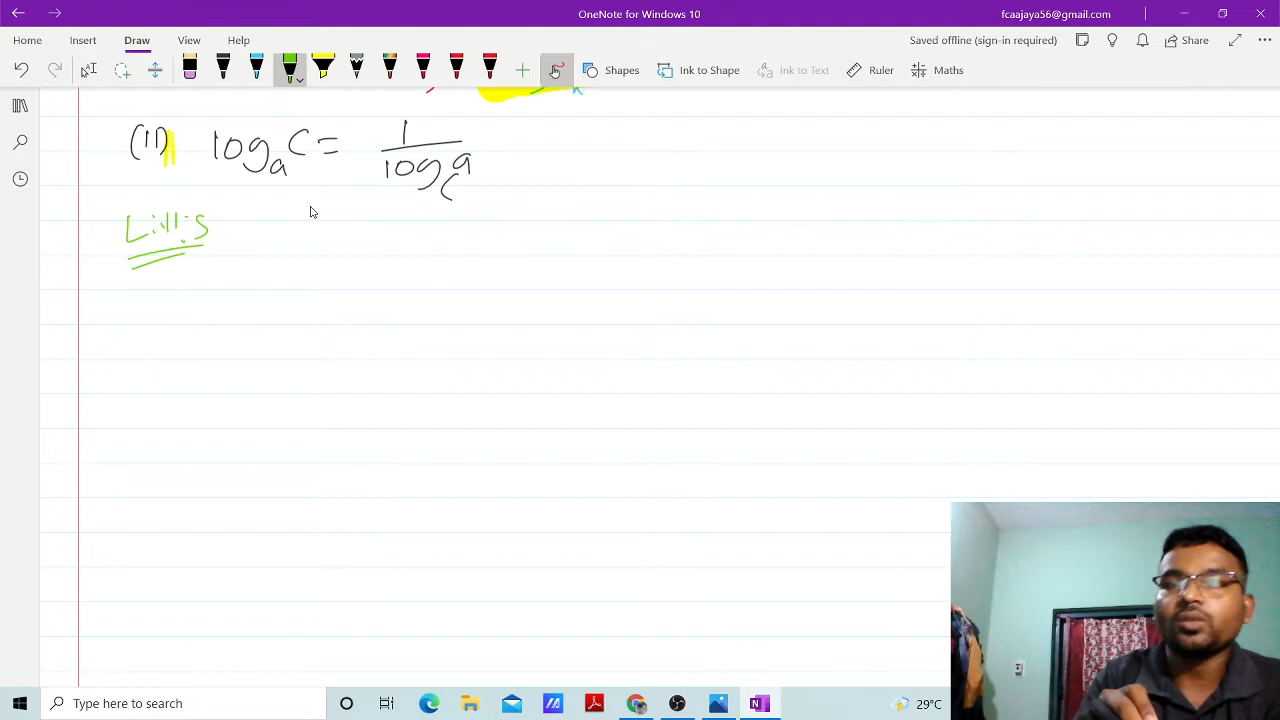 OneNote for Windows 10
fcaajaya56@gmail.com
Home Insert Draw View Help
Saved offline (sign-in required)
Share
Shapes Ink to Shape Ink to Text Ruler Maths
(11) log_a C = 1/log_C a
L.H.S
Type here to search
29°C